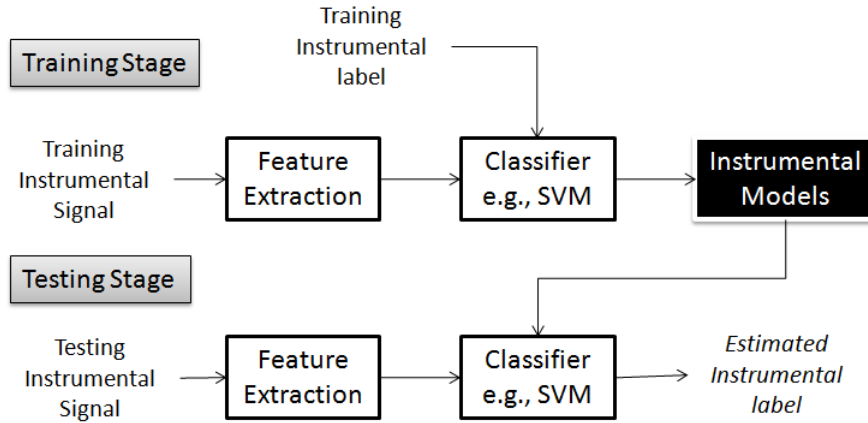 Training
Instrumental
label
Training Stage
Training
Instrumental
Signal
Feature
Extraction
Classifier
e.g., SVM
Instrumental
Models
Testing Stage
Testing
Instrumental
Signal
Feature
Extraction
Classifier
e.g., SVM
Estimated
Instrumental
label